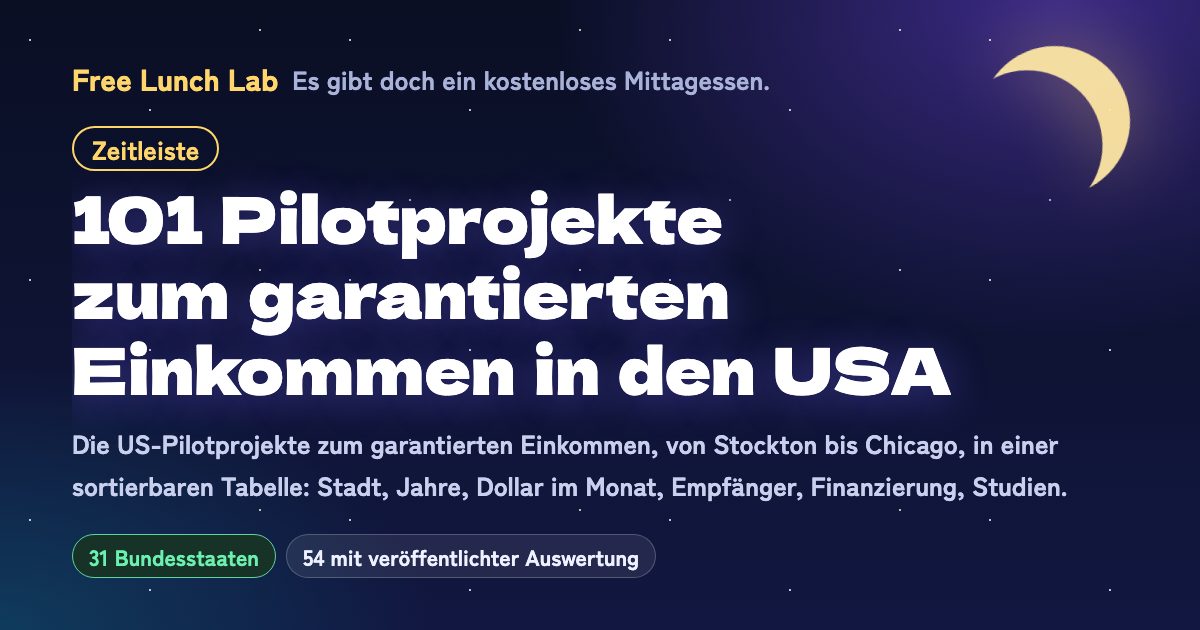 Free Lunch Lab Es gibt doch ein kostenloses Mittagessen.
Zeitleiste
101 Pilotprojekte
zum garantierten
Einkommen in den USA
Die US-Pilotprojekte zum garantierten Einkommen, von Stockton bis Chicago, in einer
sortierbaren Tabelle: Stadt, Jahre, Dollar im Monat, Empfänger, Finanzierung, Studien.
31 Bundesstaaten 54 mit veröffentlichter Auswertung